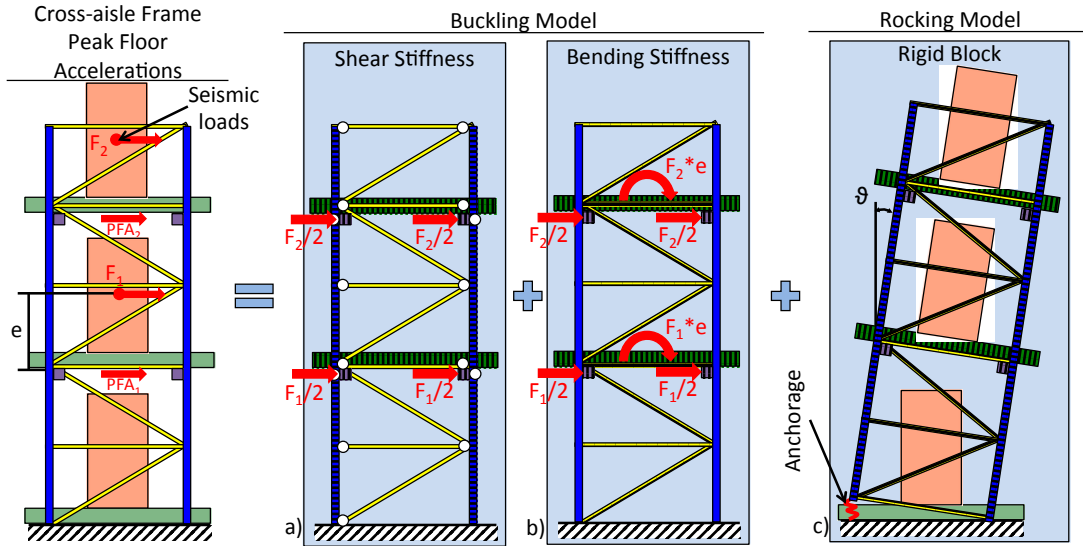 Cross-aisle Frame
Peak Floor
Accelerations
Seismic
loads
F2
PFA2
F1
e
PFA1
Buckling Model
Shear Stiffness
F2/2
F2/2
F1/2
F1/2
a)
Bending Stiffness
F2*e
F2/2
F2/2
F1*e
F1/2
F1/2
b)
Rocking Model
Rigid Block
ϑ
Anchorage
c)